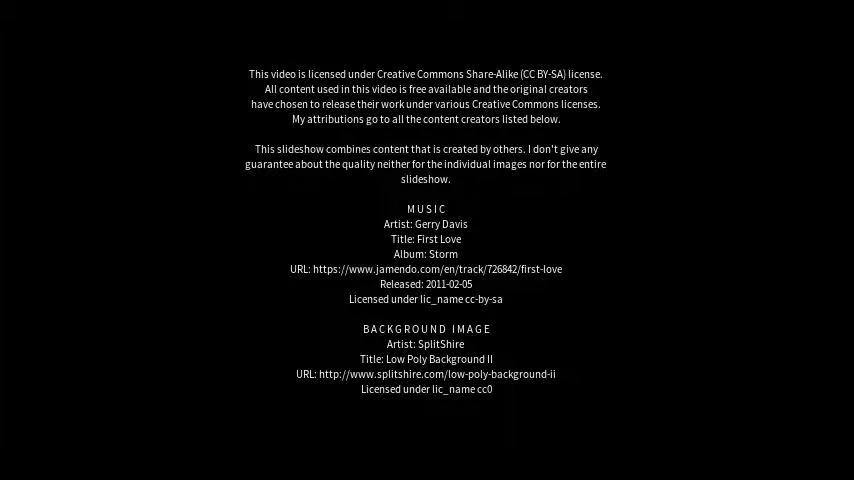 This video is licensed under Creative Commons Share-Alike (CC BY-SA) license.
All content used in this video is free available and the original creators
have chosen to release their work under various Creative Commons licenses.
My attributions go to all the content creators listed below.
This slideshow combines content that is created by others. I don't give any
guarantee about the quality neither for the individual images nor for the entire
slideshow.
MUSIC
Artist: Gerry Davis
Title: First Love
Album: Storm
URL: https://www.jamendo.com/en/track/726842/first-love
Released: 2011-02-05
Licensed under lic_name cc-by-sa
BACKGROUND IMAGE
Artist: SplitShire
Title: Low Poly Background II
URL: http://www.splitshire.com/low-poly-background-ii
Licensed under lic_name cc0